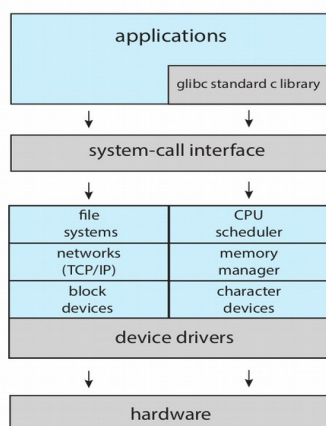 applications
glibc standard c library
system-call interface
file
systems
CPU
scheduler
networks
(TCP/IP)
memory
manager
block
devices
character
devices
device drivers
hardware